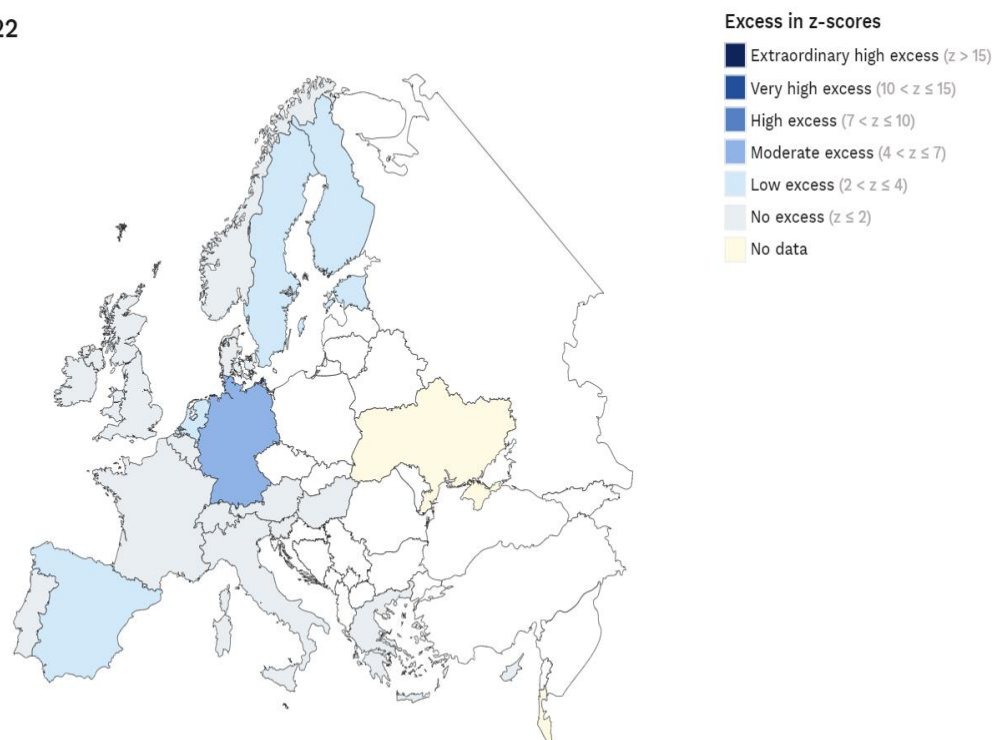 22
Excess in z-scores
Extraordinary high excess (z > 15)
Very high excess (10 < z ≤ 15)
High excess (7 < z ≤ 10)
Moderate excess (4 < z ≤ 7)
Low excess (2 < z ≤ 4)
No excess (z ≤ 2)
No data